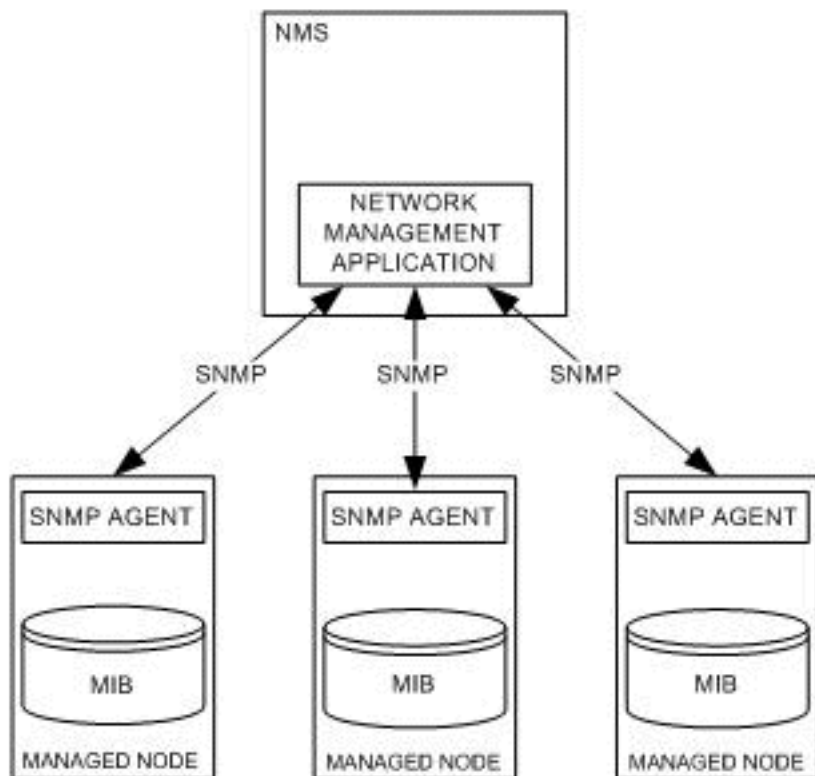 NMS
NETWORK
MANAGEMENT
APPLICATION
SNMP
SNMP
SNMP
SNMP AGENT
SNMP AGENT
SNMP AGENT
MIB
MIB
MIB
MANAGED NODE
MANAGED NODE
MANAGED NODE